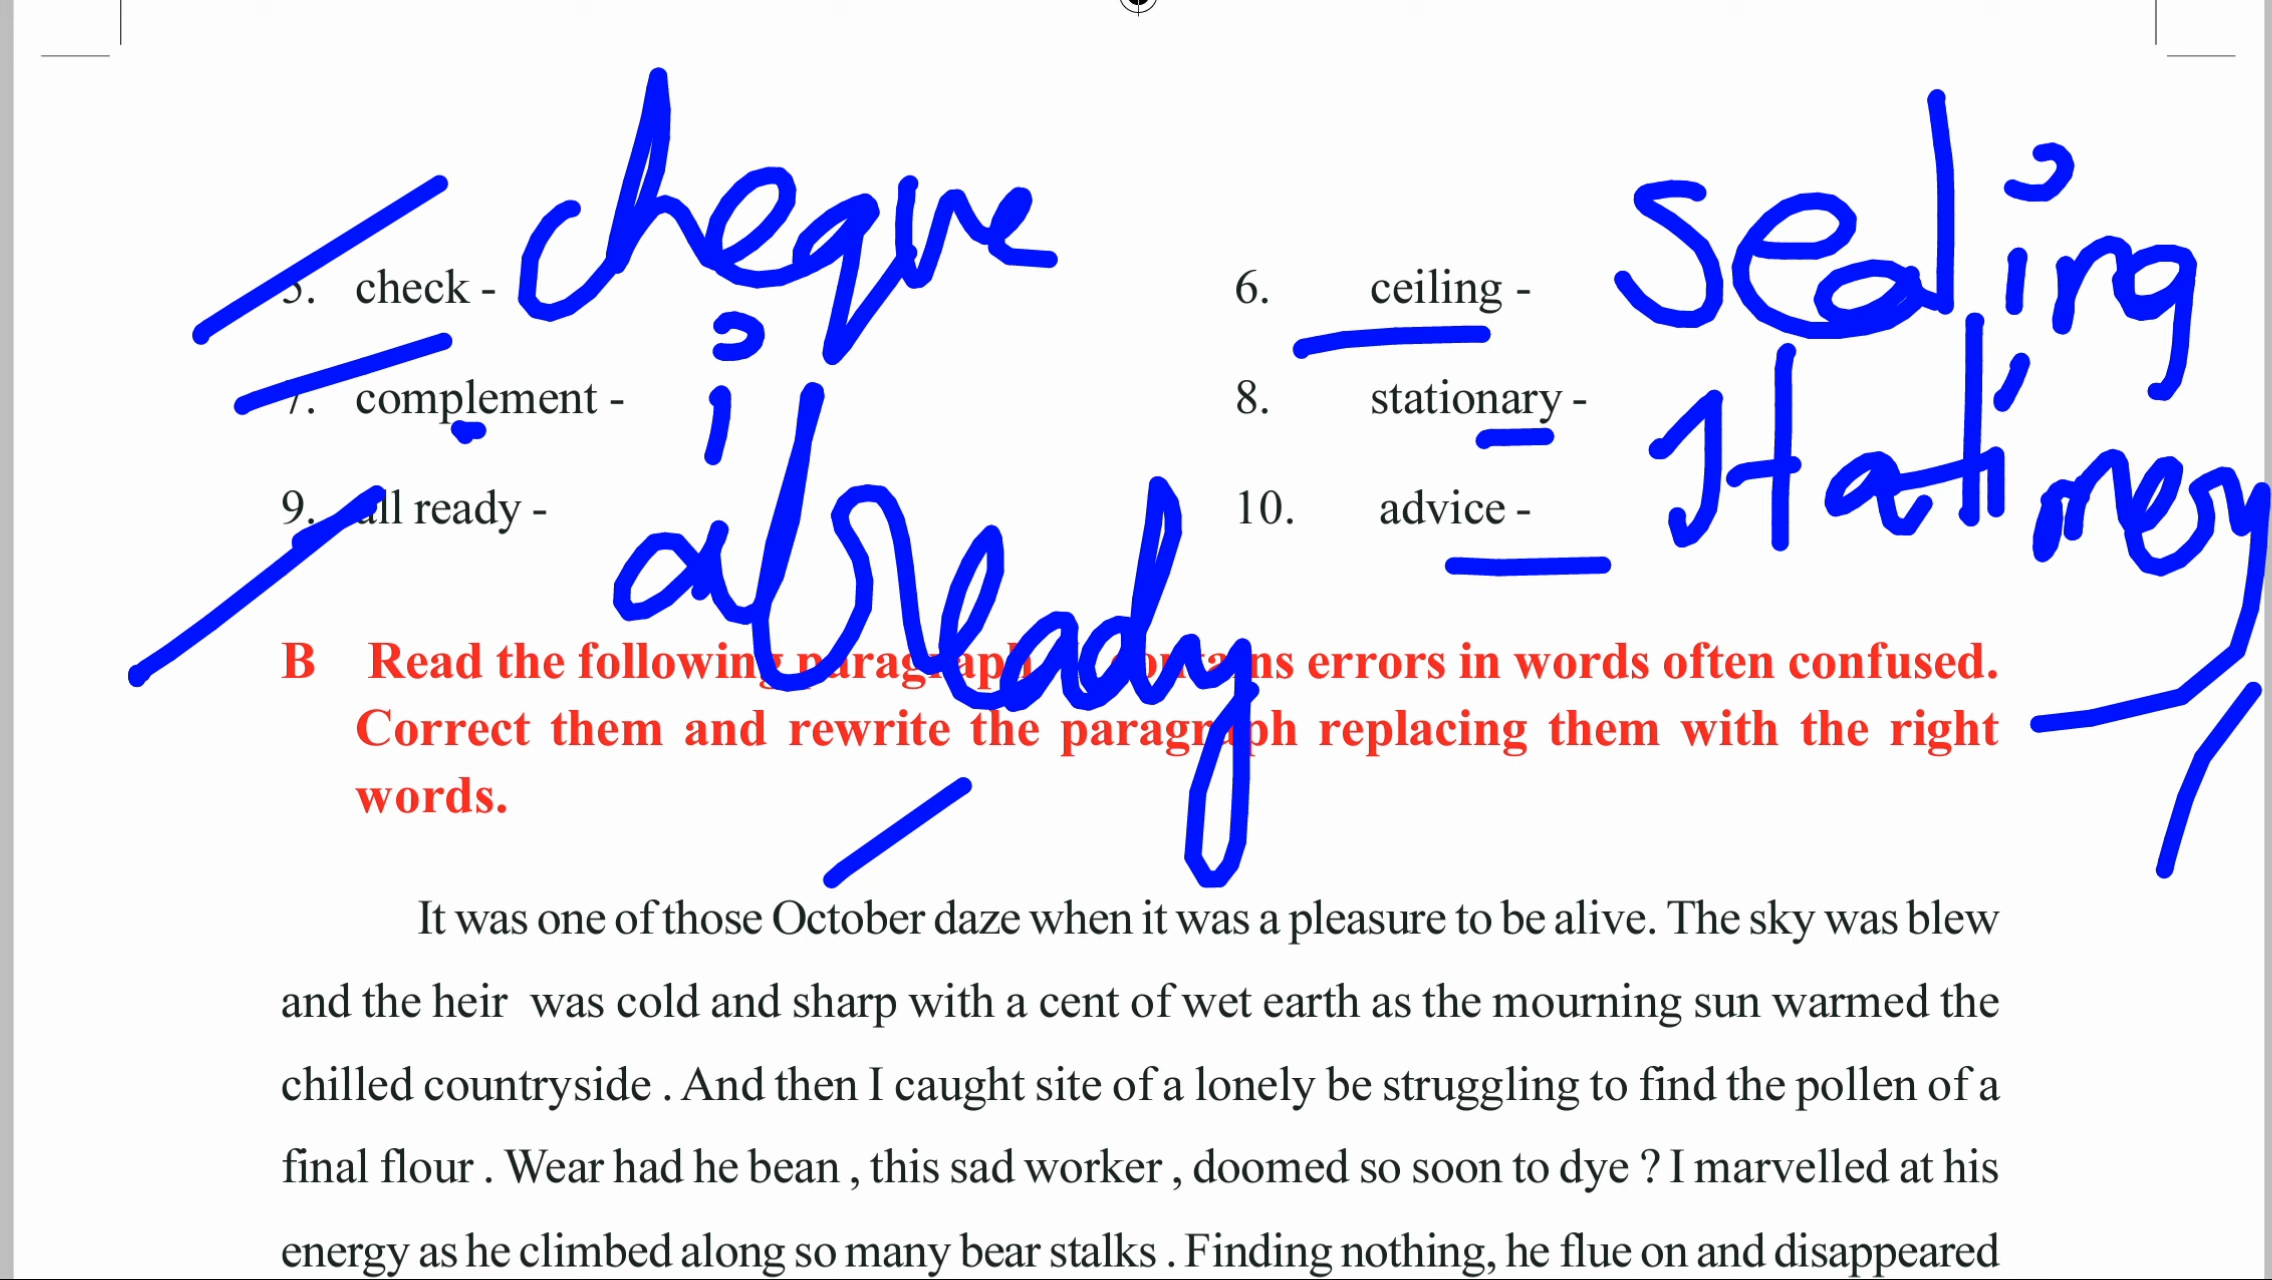 5. check - cheque
6. ceiling - sealing
7. complement - i
8. stationary -
9. all ready - already
10. advice -
B Read the following paragraph contains errors in words often confused.
Correct them and rewrite the paragraph replacing them with the right
words.
It was one of those October daze when it was a pleasure to be alive. The sky was blew
and the heir was cold and sharp with a cent of wet earth as the mourning sun warmed the
chilled countryside . And then I caught site of a lonely be struggling to find the pollen of a
final flour . Wear had he bean , this sad worker , doomed so soon to dye ? I marvelled at his
energy as he climbed along so many bear stalks . Finding nothing, he flue on and disappeared